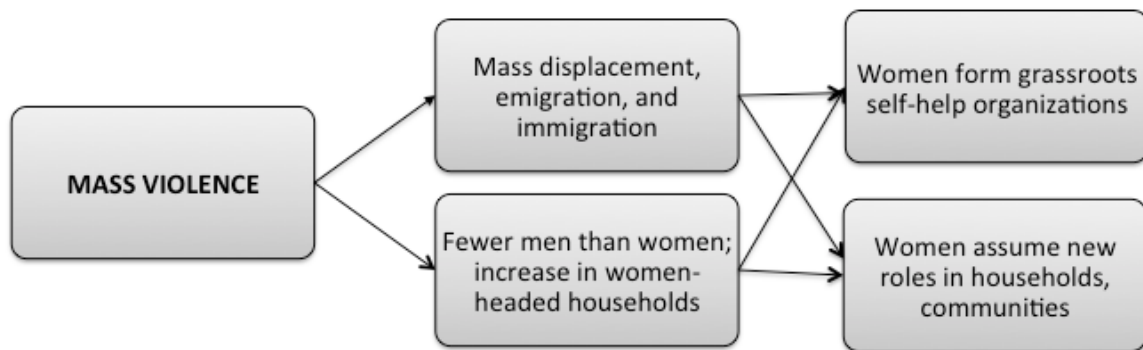 MASS VIOLENCE
Mass displacement,
emigration, and
immigration
Fewer men than women;
increase in women-
headed households
Women form grassroots
self-help organizations
Women assume new
roles in households,
communities